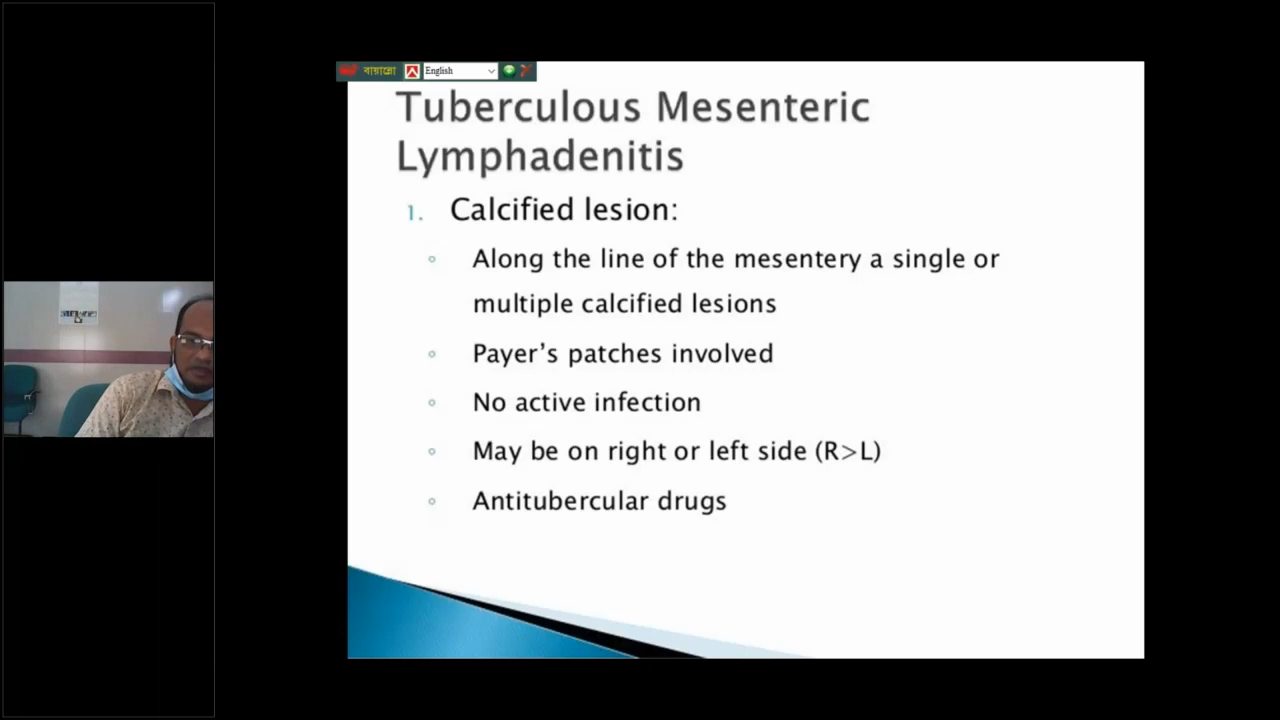 বায়ান্নো
English
Tuberculous Mesenteric
Lymphadenitis
1. Calcified lesion:
Along the line of the mesentery a single or
multiple calcified lesions
Payer’s patches involved
No active infection
May be on right or left side (R>L)
Antitubercular drugs